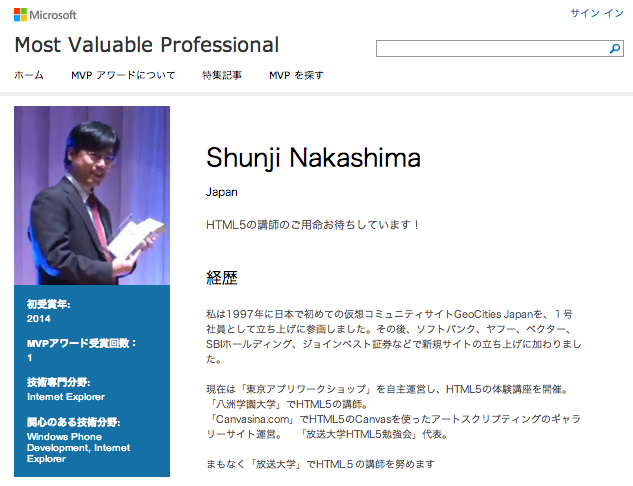 Microsoft
サイン イン
Most Valuable Professional
ホーム MVP アワードについて 特集記事 MVP を探す
Shunji Nakashima
Japan
HTML5の講師のご用命お待ちしています！
経歴
初受賞年:
2014
MVPアワード受賞回数：
1
技術専門分野:
Internet Explorer
関心のある技術分野:
Windows Phone
Development, Internet
Explorer
私は1997年に日本で初めての仮想コミュニティサイトGeoCities Japanを、１号
社員として立ち上げに参画しました。その後、ソフトバンク、ヤフー、ベクター、
SBIホールディング、ジョインベスト証券などで新規サイトの立ち上げに加わりまし
た。
現在は「東京アプリワークショップ」を自主運営し、HTML5の体験講座を開催。
「八洲学園大学」でHTML5の講師。
「Canvasina.com」でHTML5のCanvasを使ったアートスクリプティングのギャラ
リーサイト運営。　「放送大学HTML5勉強会」代表。
まもなく「放送大学」でHTML５の講師を努めます